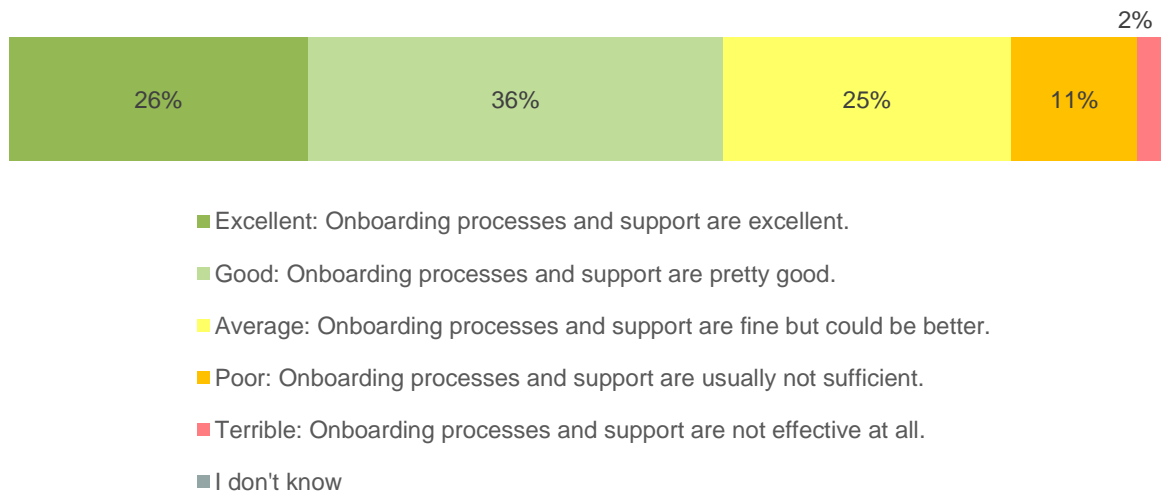 2%
26%
36%
25%
11%
Excellent: Onboarding processes and support are excellent.
Good: Onboarding processes and support are pretty good.
Average: Onboarding processes and support are fine but could be better.
Poor: Onboarding processes and support are usually not sufficient.
Terrible: Onboarding processes and support are not effective at all.
I don't know